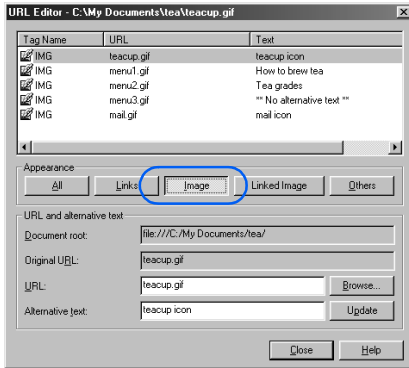 URL Editor - C:\My Documents\tea\teacup.gif
Tag Name URL Text
IMG teacup.gif teacup icon
IMG menu1.gif How to brew tea
IMG menu2.gif Tea grades
IMG menu3.gif ** No alternative text **
IMG mail.gif mail icon
Appearance
All Links Image Linked Image Others
URL and alternative text
Document root: file:///C:/My Documents/tea/
Original URL: teacup.gif
URL: teacup.gif Browse...
Alternative text: teacup icon Update
Close Help